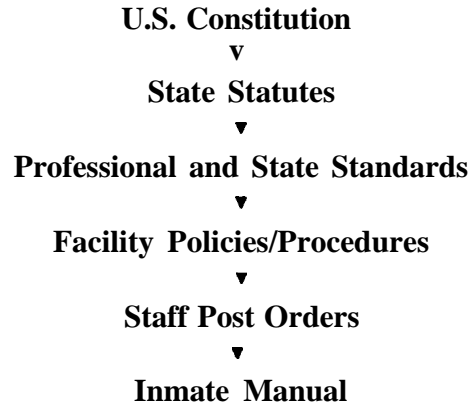 U.S. Constitution
v
State Statutes
▼
Professional and State Standards
▼
Facility Policies/Procedures
▼
Staff Post Orders
▼
Inmate Manual